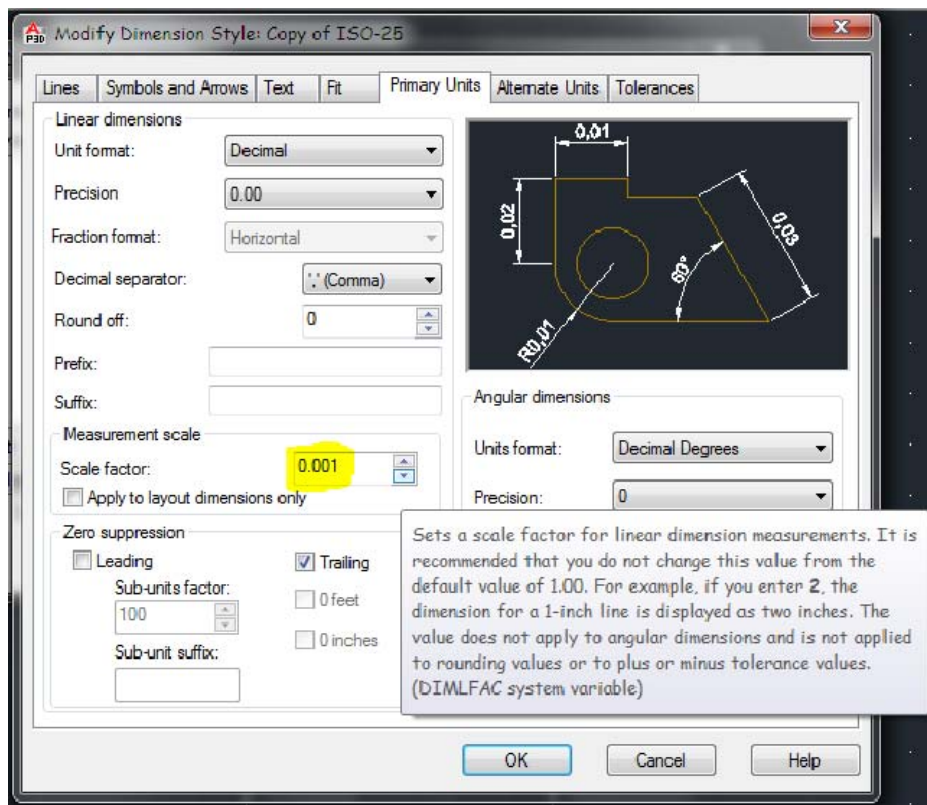 Modify Dimension Style: Copy of ISO-25
Lines Symbols and Arrows Text Fit Primary Units Alternate Units Tolerances
Linear dimensions
Unit format: Decimal
Precision 0.00
Fraction format: Horizontal
Decimal separator: ',' (Comma)
Round off: 0
Prefix:
Suffix:
Measurement scale
Scale factor: 0.001
Apply to layout dimensions only
Zero suppression
Leading
Sub-units factor:
100
Sub-unit suffix:
Trailing
0 feet
0 inches
0,01
0,02
0,03
60°
R0,01
Angular dimensions
Units format: Decimal Degrees
Precision: 0
Sets a scale factor for linear dimension measurements. It is
recommended that you do not change this value from the
default value of 1.00. For example, if you enter 2, the
dimension for a 1-inch line is displayed as two inches. The
value does not apply to angular dimensions and is not applied
to rounding values or to plus or minus tolerance values.
(DIMLFAC system variable)
OK Cancel Help